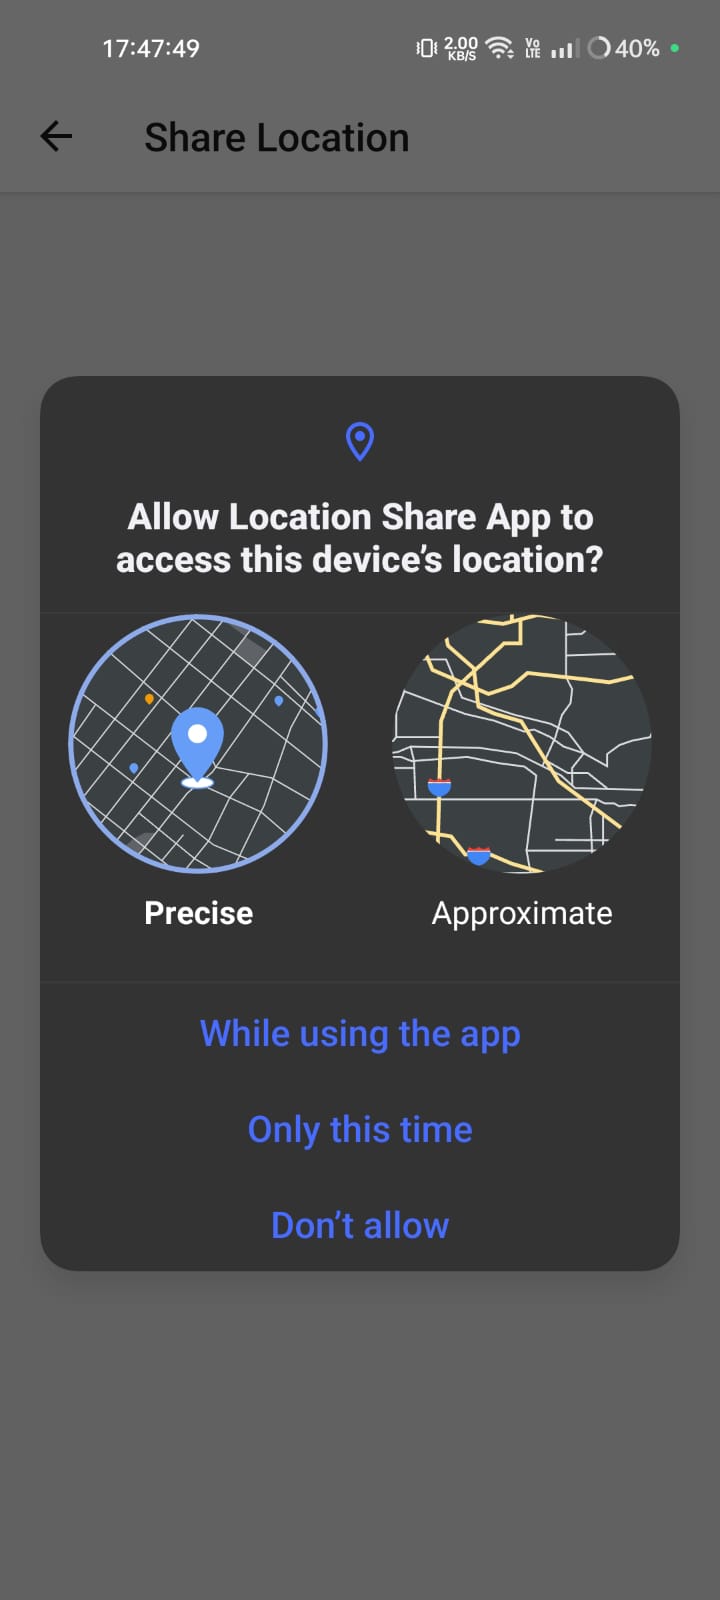 17:47:49
2.00
KB/S
Vo
LTE
40%
Share Location
Allow Location Share App to
access this device’s location?
Precise
Approximate
While using the app
Only this time
Don’t allow